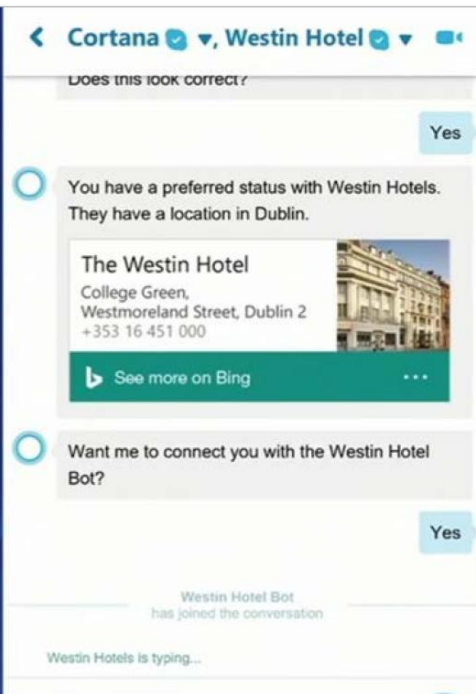 Cortana, Westin Hotel
Does this look correct?
Yes
You have a preferred status with Westin Hotels.
They have a location in Dublin.
The Westin Hotel
College Green,
Westmoreland Street, Dublin 2
+353 16 451 000
See more on Bing
Want me to connect you with the Westin Hotel
Bot?
Yes
Westin Hotel Bot
has joined the conversation
Westin Hotels is typing...